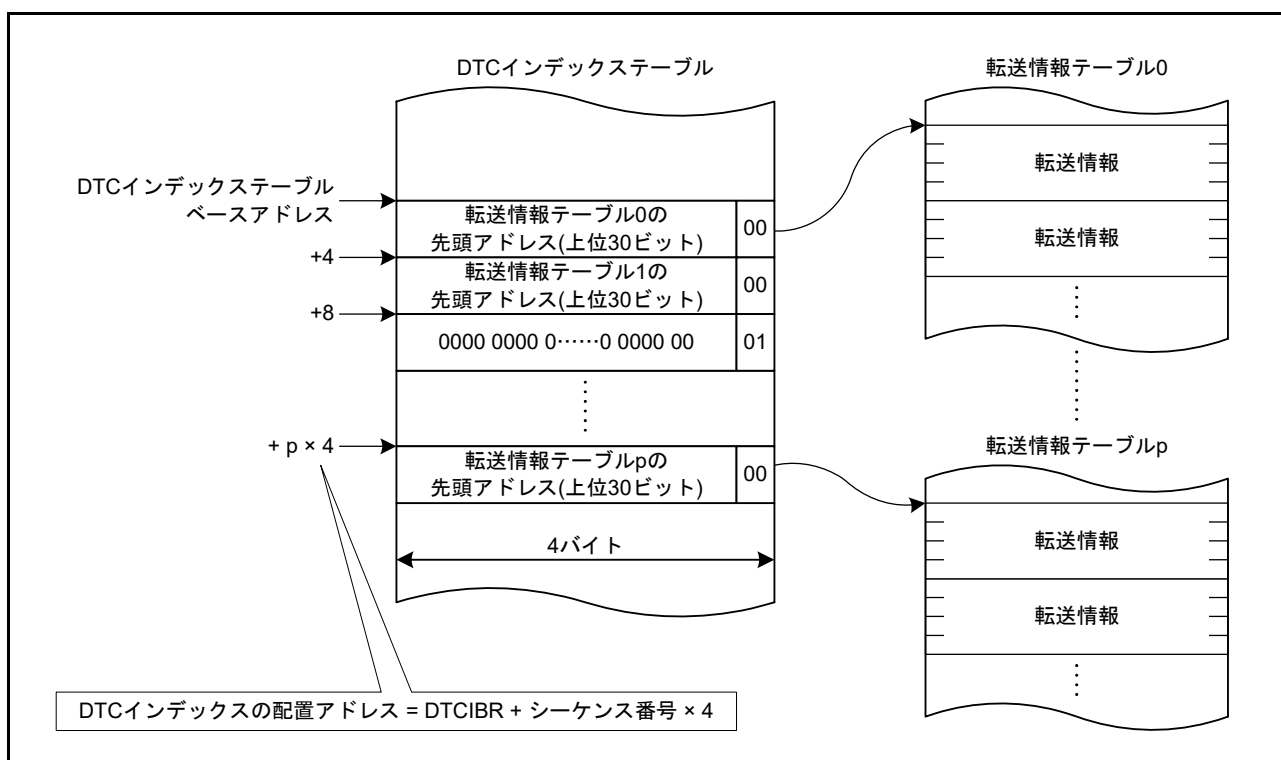 DTCインデックステーブル
転送情報テーブル0
DTCインデックステーブル
ベースアドレス
転送情報テーブル0の
先頭アドレス(上位30ビット)
00
転送情報
転送情報
+4
転送情報テーブル1の
先頭アドレス(上位30ビット)
00
+8
0000 0000 0……0 0000 00
01
+ p × 4
転送情報テーブルpの
先頭アドレス(上位30ビット)
00
転送情報テーブルp
転送情報
転送情報
4バイト
DTCインデックスの配置アドレス = DTCIBR + シーケンス番号 × 4